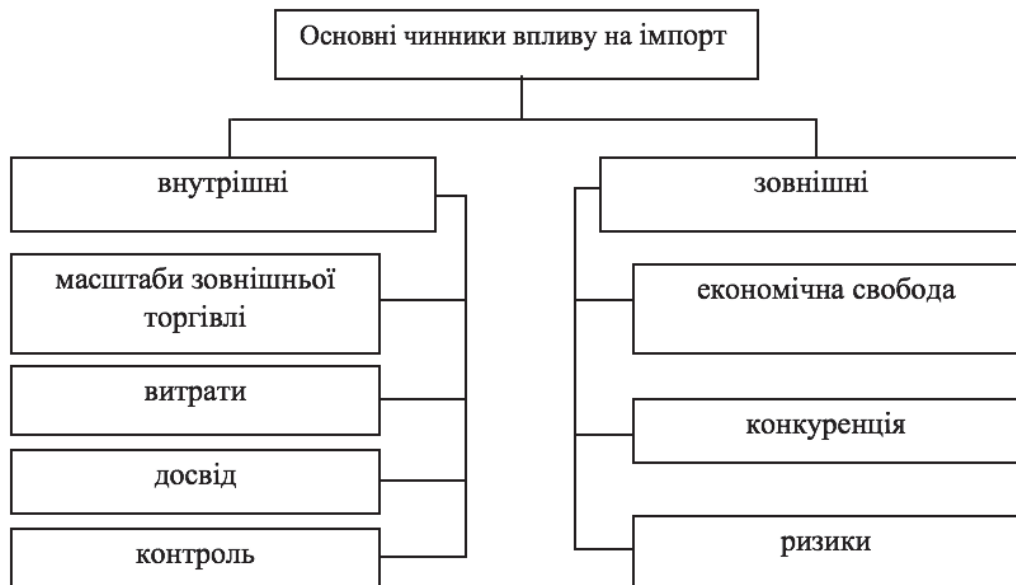 Основні чинники впливу на імпорт
внутрішні
масштаби зовнішньої
торгівлі
витрати
досвід
контроль
зовнішні
економічна свобода
конкуренція
ризики